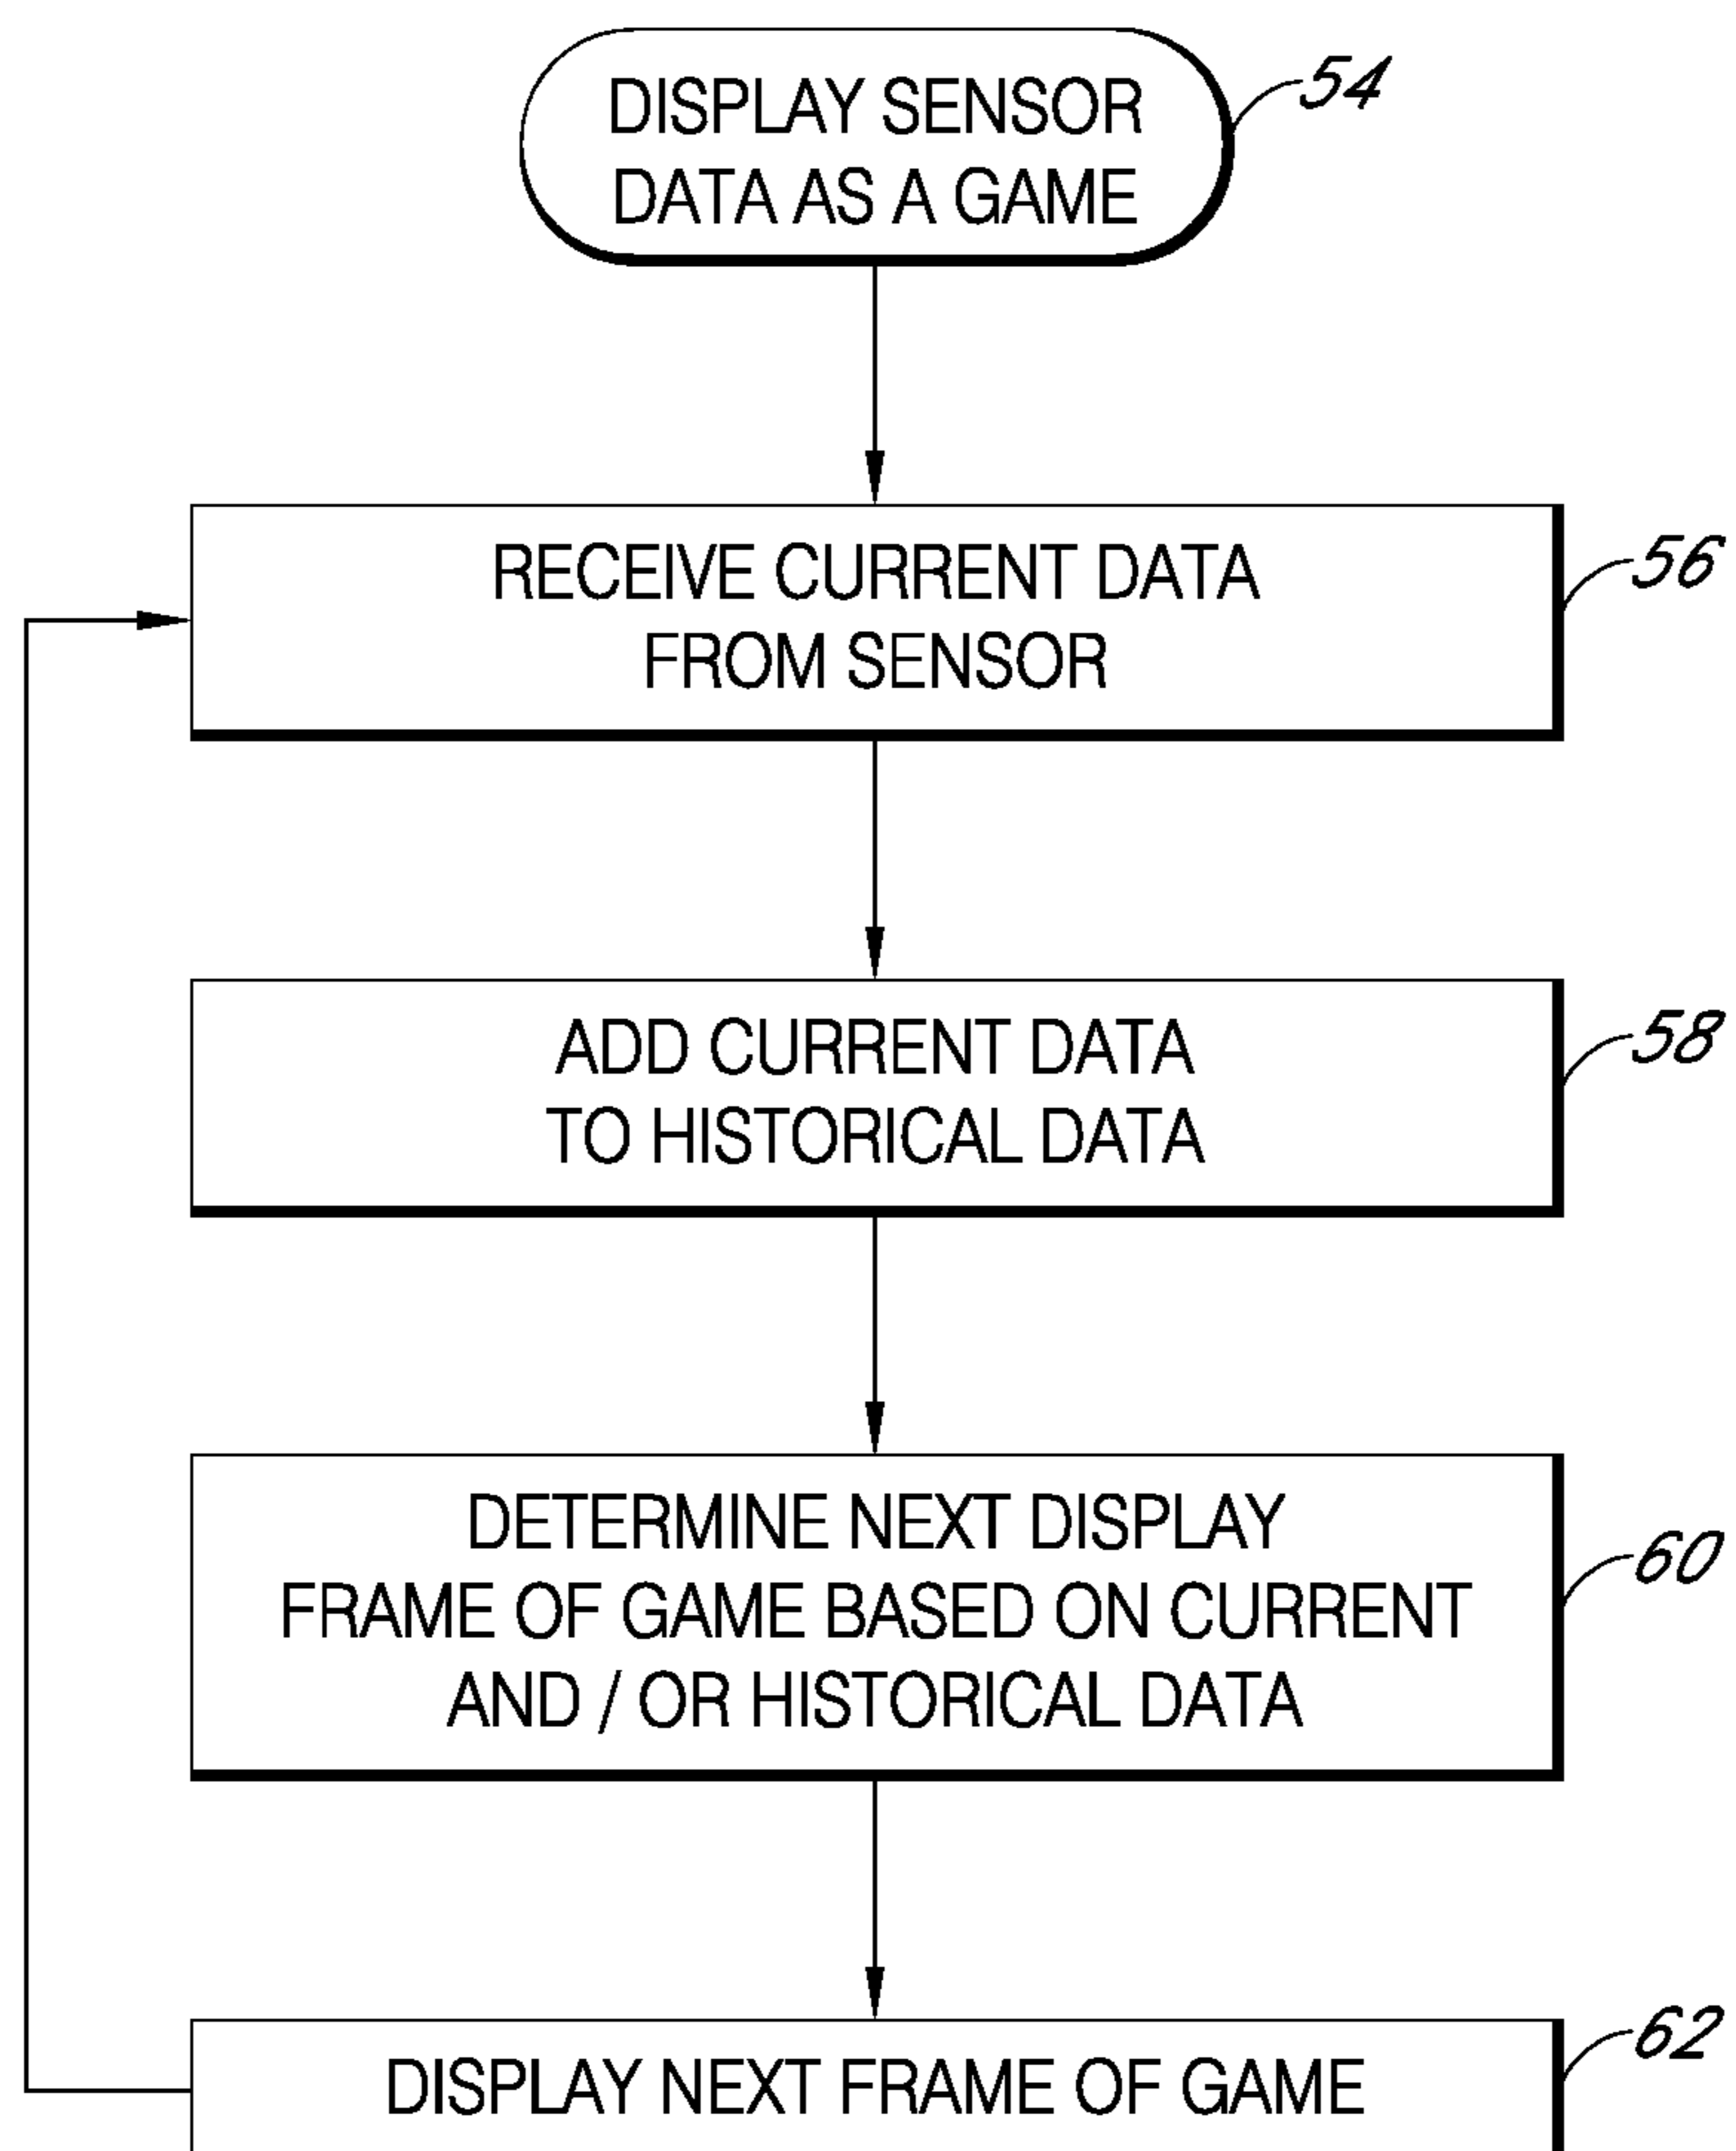 DISPLAY SENSOR
DATA AS A GAME
54
RECEIVE CURRENT DATA
FROM SENSOR
56
ADD CURRENT DATA
TO HISTORICAL DATA
58
DETERMINE NEXT DISPLAY
FRAME OF GAME BASED ON CURRENT
AND / OR HISTORICAL DATA
60
DISPLAY NEXT FRAME OF GAME
62